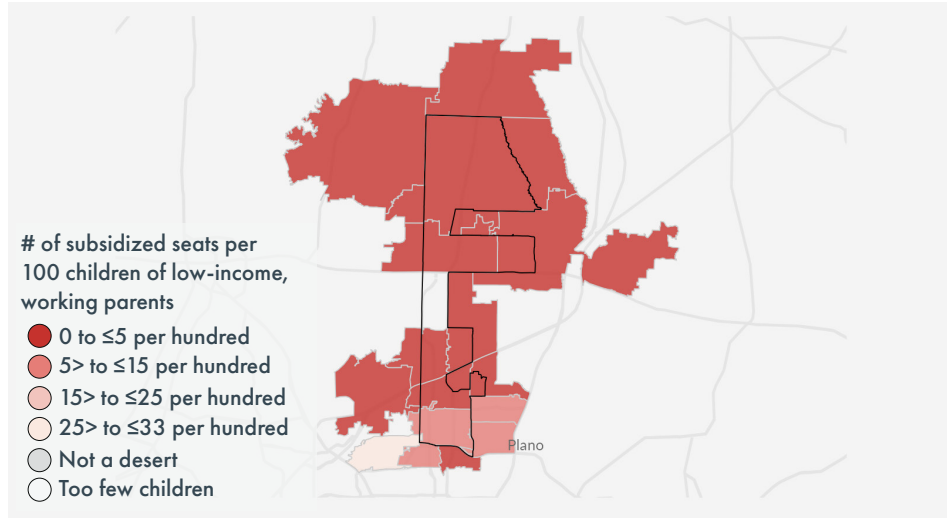 # of subsidized seats per
100 children of low-income,
working parents
0 to ≤5 per hundred
5> to ≤15 per hundred
15> to ≤25 per hundred
25> to ≤33 per hundred
Not a desert
Too few children
Plano